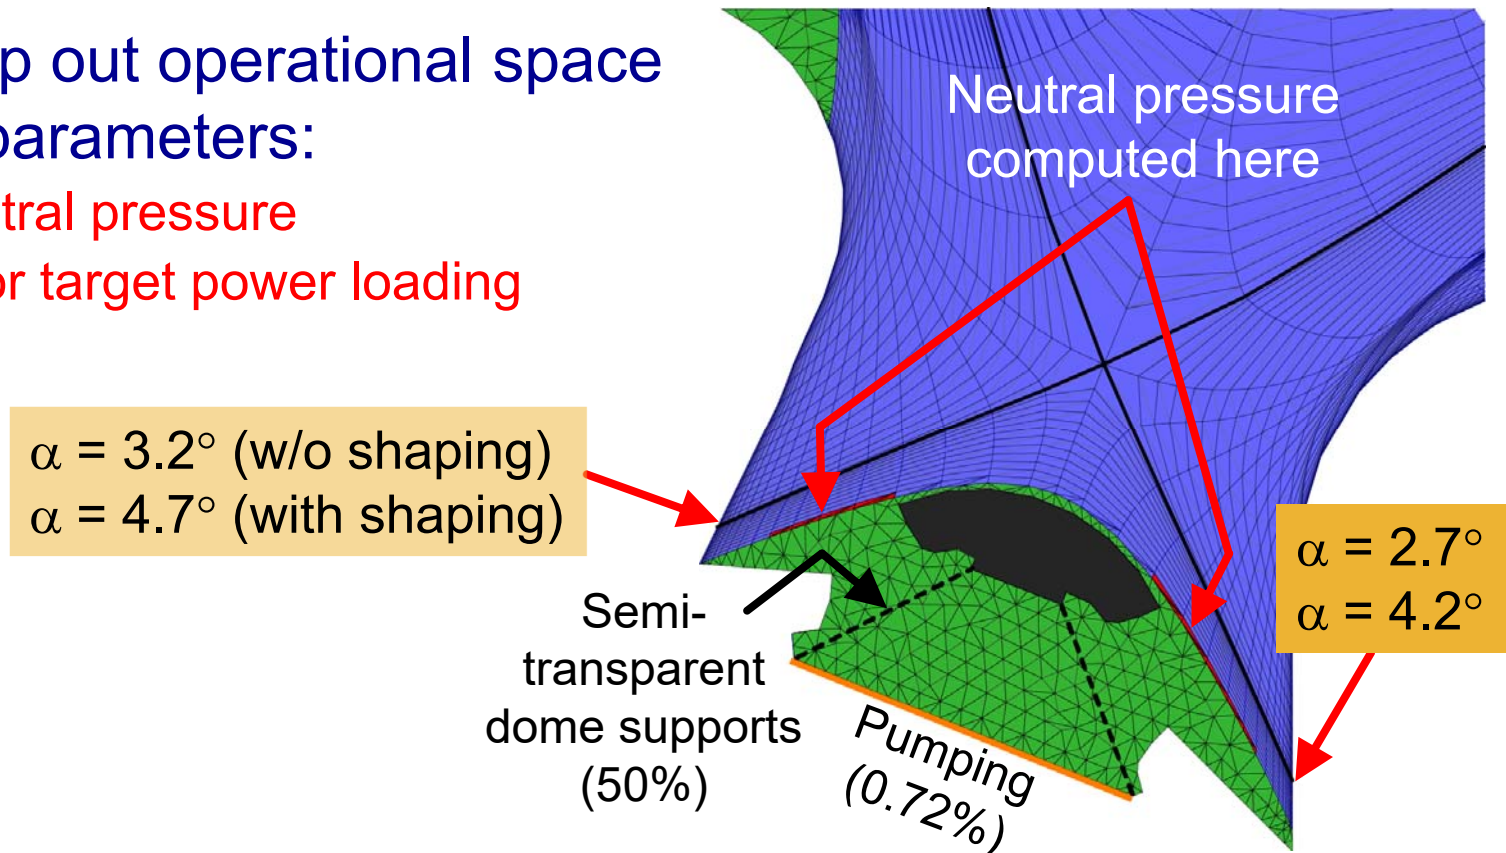 p out operational space
parameters:
tral pressure
or target power loading
Neutral pressure
computed here
α = 3.2° (w/o shaping)
α = 4.7° (with shaping)
α = 2.7°
α = 4.2°
Semi-
transparent
dome supports
(50%)
Pumping
(0.72%)